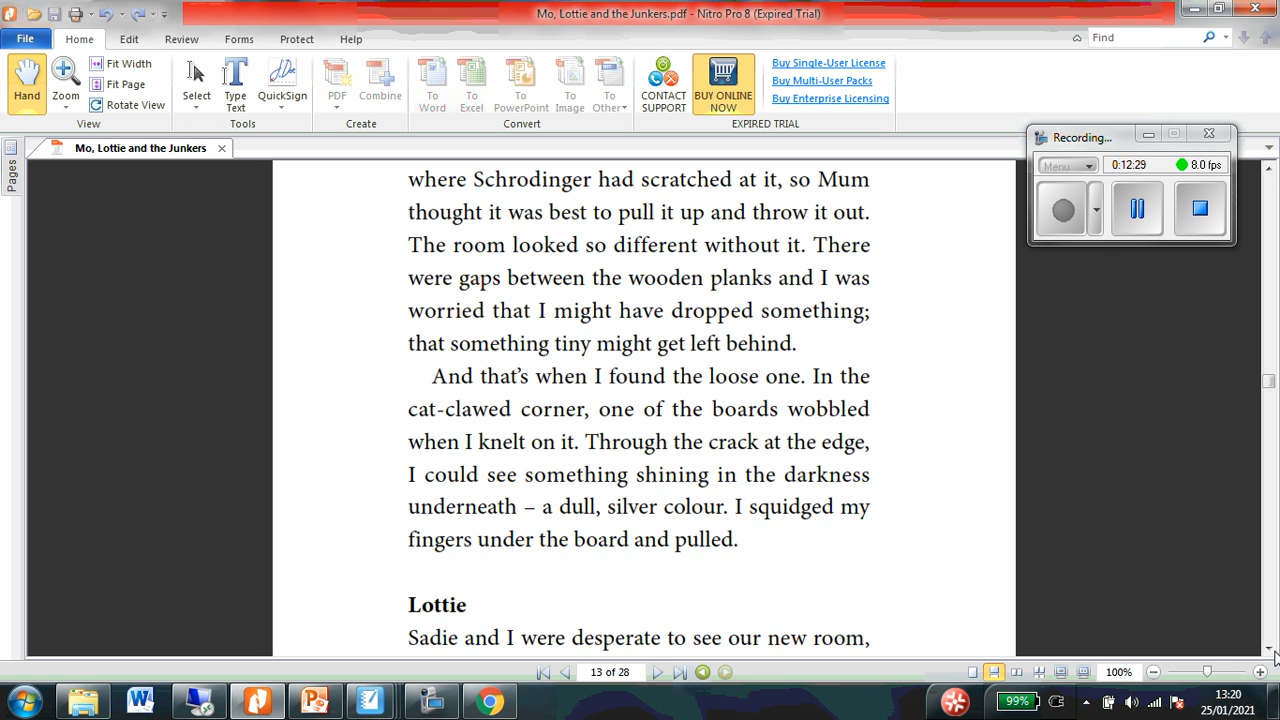 Mo, Lottie and the Junkers.pdf - Nitro Pro 8 (Expired Trial)
File Home Edit Review Forms Protect Help Find
Hand Zoom Fit Width Fit Page Rotate View
Select Type Text QuickSign
PDF Combine
To Word To Excel To PowerPoint To Image To Other
CONTACT SUPPORT BUY ONLINE NOW
Buy Single-User License
Buy Multi-User Packs
Buy Enterprise Licensing
View Tools Create Convert EXPIRED TRIAL
Pages
Mo, Lottie and the Junkers
Recording...
Menu 0:12:29 8.0 fps
where Schrodinger had scratched at it, so Mum
thought it was best to pull it up and throw it out.
The room looked so different without it. There
were gaps between the wooden planks and I was
worried that I might have dropped something;
that something tiny might get left behind.
And that's when I found the loose one. In the
cat-clawed corner, one of the boards wobbled
when I knelt on it. Through the crack at the edge,
I could see something shining in the darkness
underneath – a dull, silver colour. I squidged my
fingers under the board and pulled.
Lottie
Sadie and I were desperate to see our new room,
13 of 28 100%
99% 13:20
25/01/2021